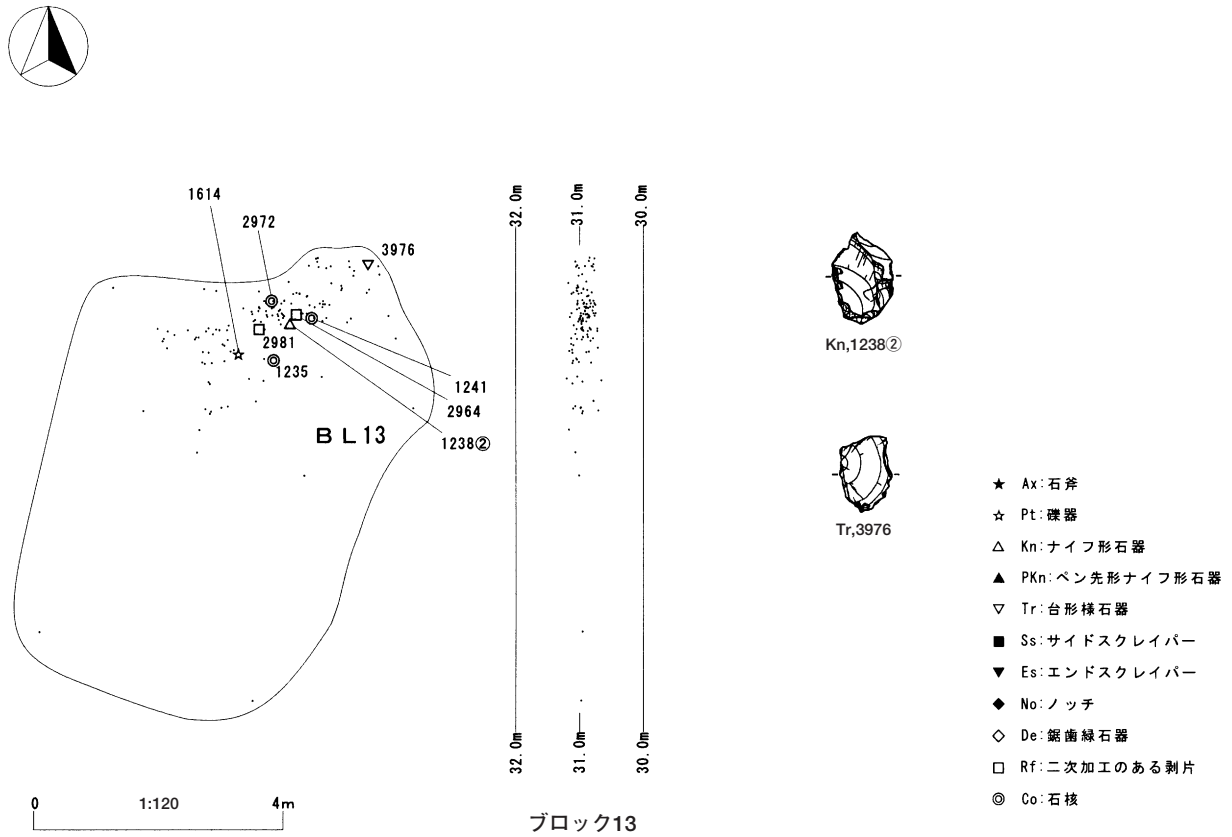 1614
2972
3976
2981
1235
1241
2964
1238②
BL13
32.0m
31.0m
30.0m
32.0m
31.0m
30.0m
Kn,1238②
Tr,3976
★ Ax:石斧
☆ Pt:礫器
△ Kn:ナイフ形石器
▲ PKn:ペン先形ナイフ形石器
▽ Tr:台形様石器
■ Ss:サイドスクレイパー
▼ Es:エンドスクレイパー
◆ No:ノッチ
◇ De:鋸歯緑石器
□ Rf:二次加工のある剥片
◎ Co:石核
0 1:120 4m
ブロック13